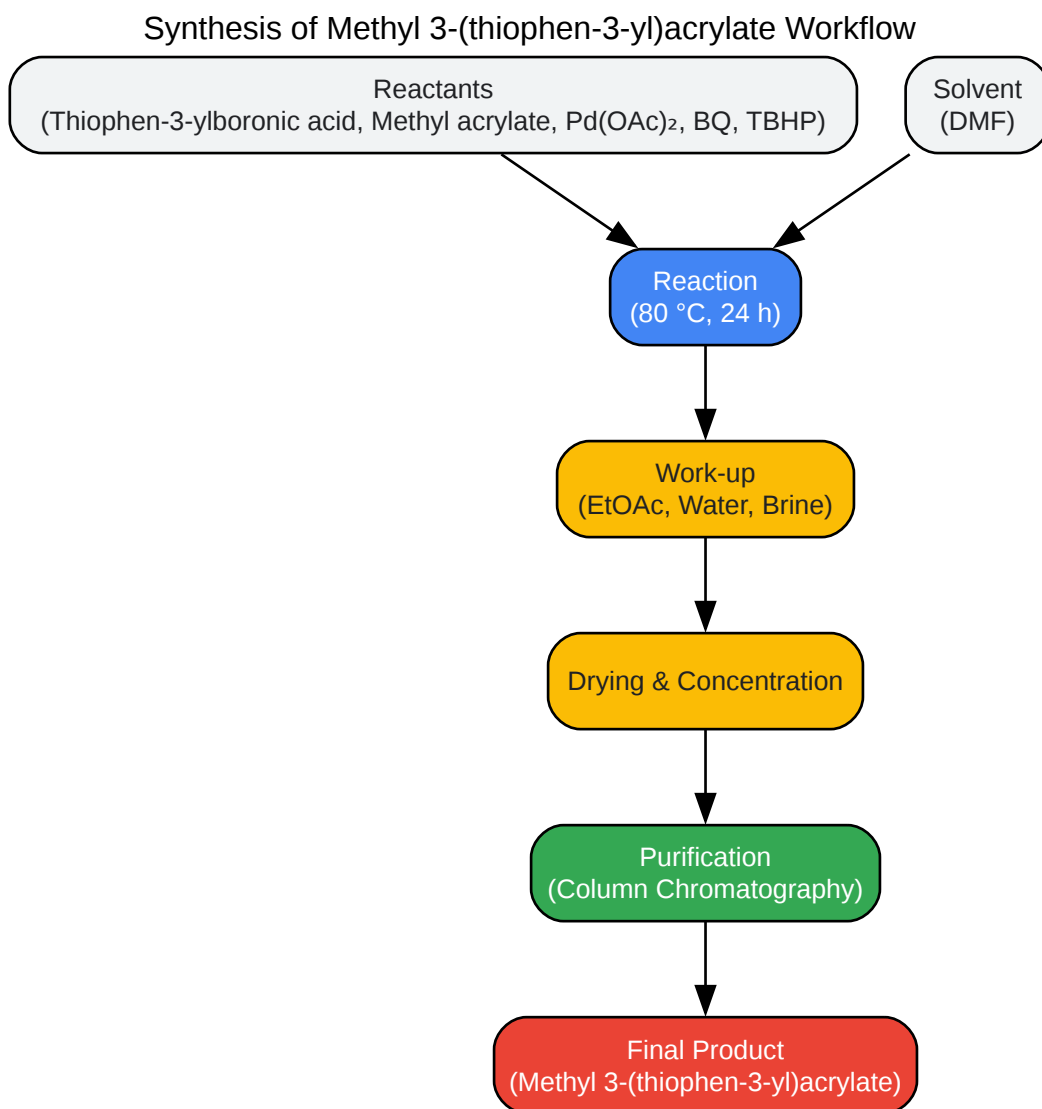 Synthesis of Methyl 3-(thiophen-3-yl)acrylate Workflow
Reactants
(Thiophen-3-ylboronic acid, Methyl acrylate, Pd(OAc)₂, BQ, TBHP)
Solvent
(DMF)
Reaction
(80 °C, 24 h)
Work-up
(EtOAc, Water, Brine)
Drying & Concentration
Purification
(Column Chromatography)
Final Product
(Methyl 3-(thiophen-3-yl)acrylate)